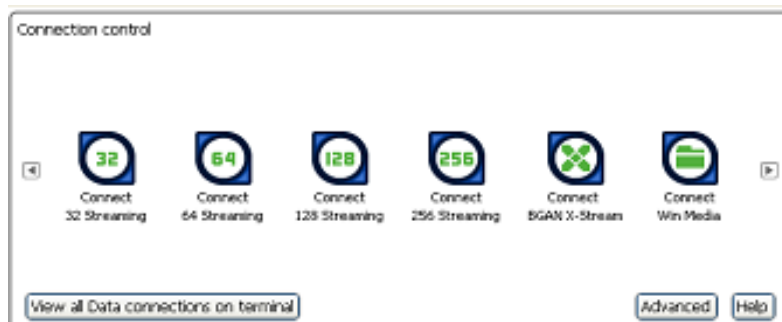 Connection control
32 64 128 256
Connect Connect Connect Connect Connect Connect
32 Streaming 64 Streaming 128 Streaming 256 Streaming BGAN X-Stream Win Media
View all Data connections on terminal Advanced Help